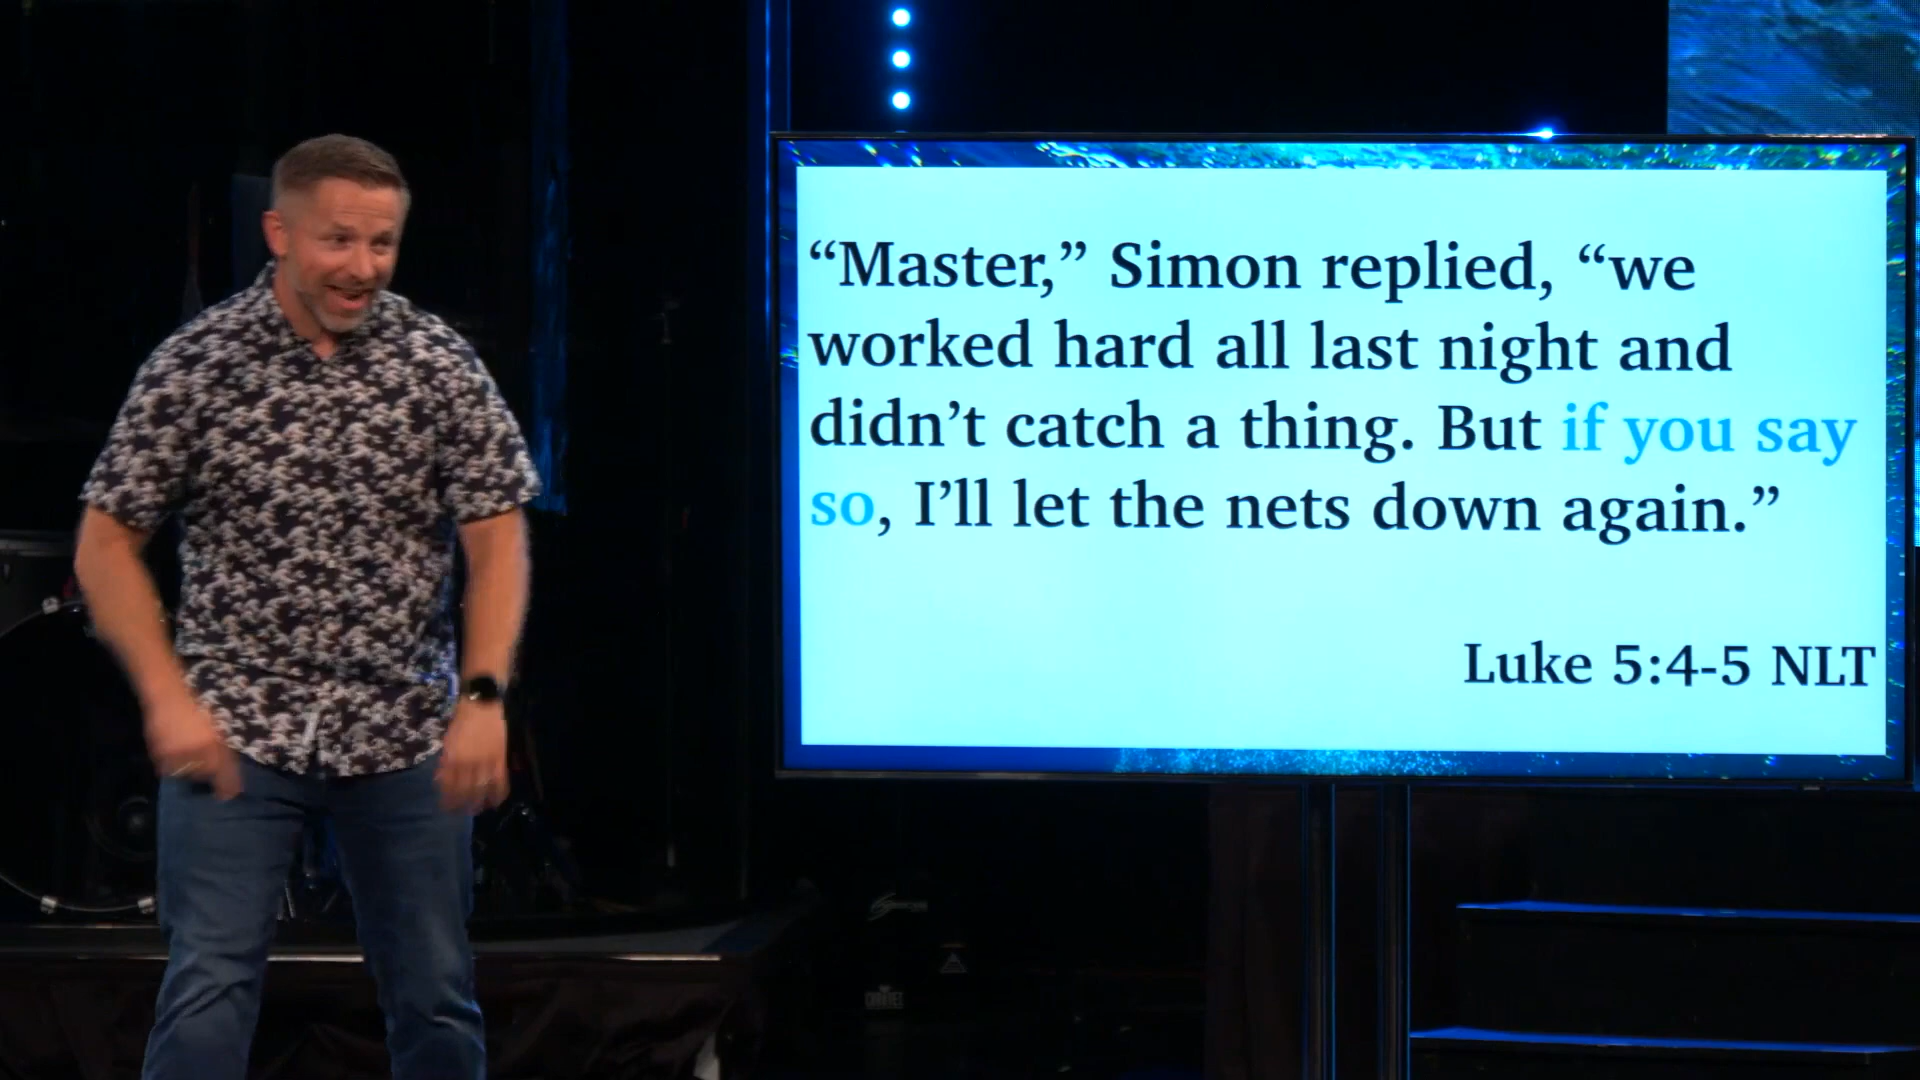 “Master,” Simon replied, “we
worked hard all last night and
didn’t catch a thing. But if you say
so, I’ll let the nets down again.”
Luke 5:4-5 NLT